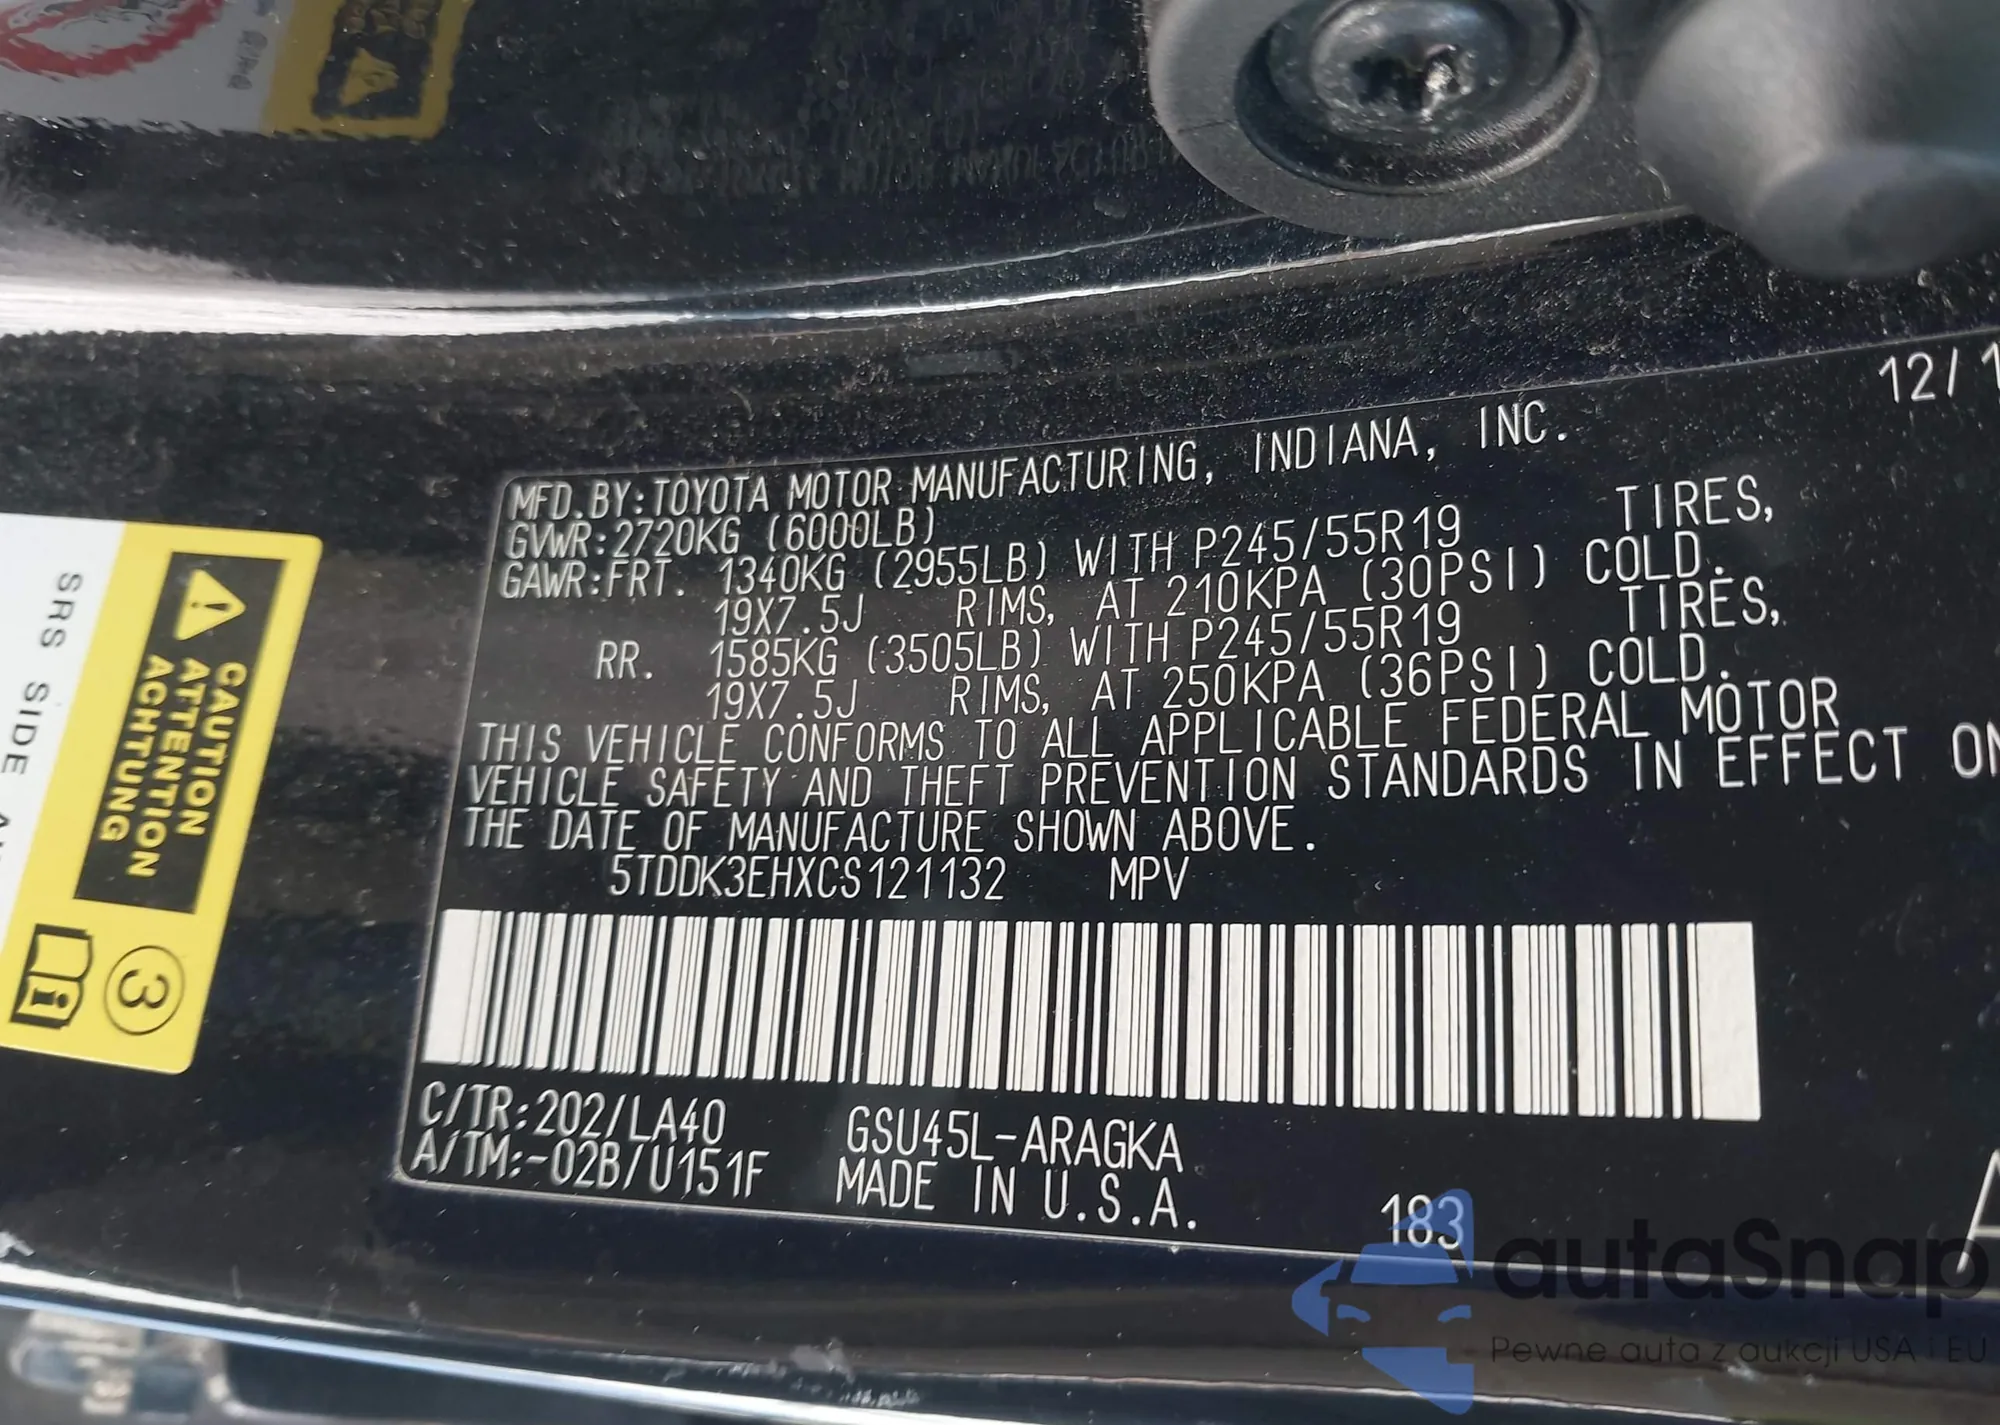 12/1
MFD.BY:TOYOTA MOTOR MANUFACTURING, INDIANA, INC.
GVWR:2720KG (6000LB)
GAWR:FRT. 1340KG (2955LB) WITH P245/55R19 TIRES,
19X7.5J RIMS, AT 210KPA (30PSI) COLD.
RR. 1585KG (3505LB) WITH P245/55R19 TIRES,
19X7.5J RIMS, AT 250KPA (36PSI) COLD.
THIS VEHICLE CONFORMS TO ALL APPLICABLE FEDERAL MOTOR
VEHICLE SAFETY AND THEFT PREVENTION STANDARDS IN EFFECT ON
THE DATE OF MANUFACTURE SHOWN ABOVE.
5TDDK3EHXCS121132 MPV
C/TR:202/LA40 GSU45L-ARAGKA
A/TM:-02B/U151F MADE IN U.S.A.
183
A
CAUTION
ATTENTION
ACHTUNG
SRS SIDE
3
autaSnap
Pewne auta z aukcji USA i EU